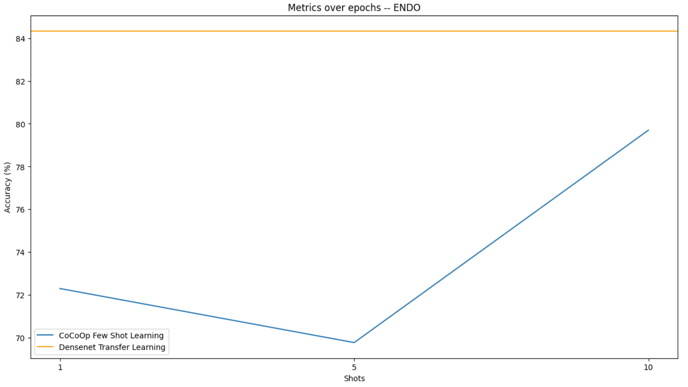 Metrics over epochs -- ENDO
Accuracy (%)
84
82
80
78
76
74
72
70
CoCoOp Few Shot Learning
Densenet Transfer Learning
1
5
10
Shots